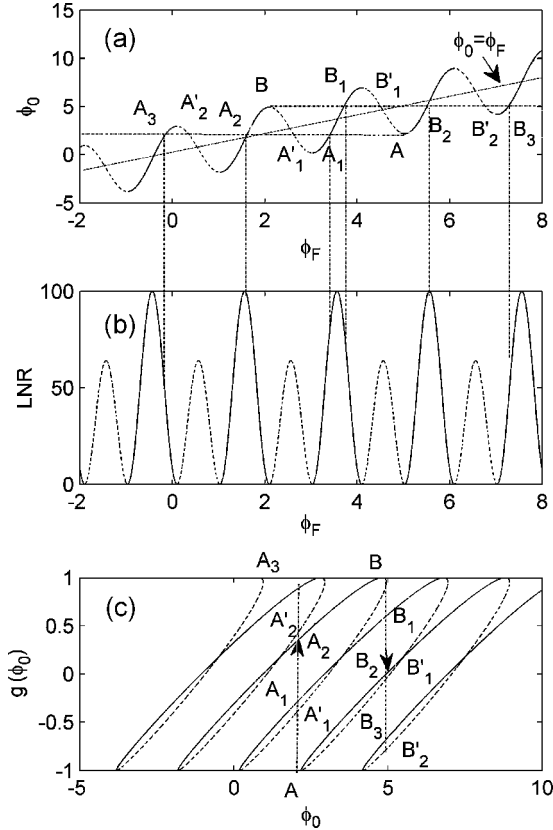 (a)
15
10
5
0
-5
ϕ0
ϕ0=ϕF
A3
A'2
A2
B
B1
B'1
A'1
A1
A
B2
B'2
B3
-2 0 2 4 6 8
ϕF
(b)
100
50
0
LNR
-2 0 2 4 6 8
ϕF
(c)
1
0.5
0
-0.5
-1
g (ϕ0)
A3
B
A'2
A2
B1
B2
B'1
A1
A'1
B3
B'2
A
-5 0 5 10
ϕ0